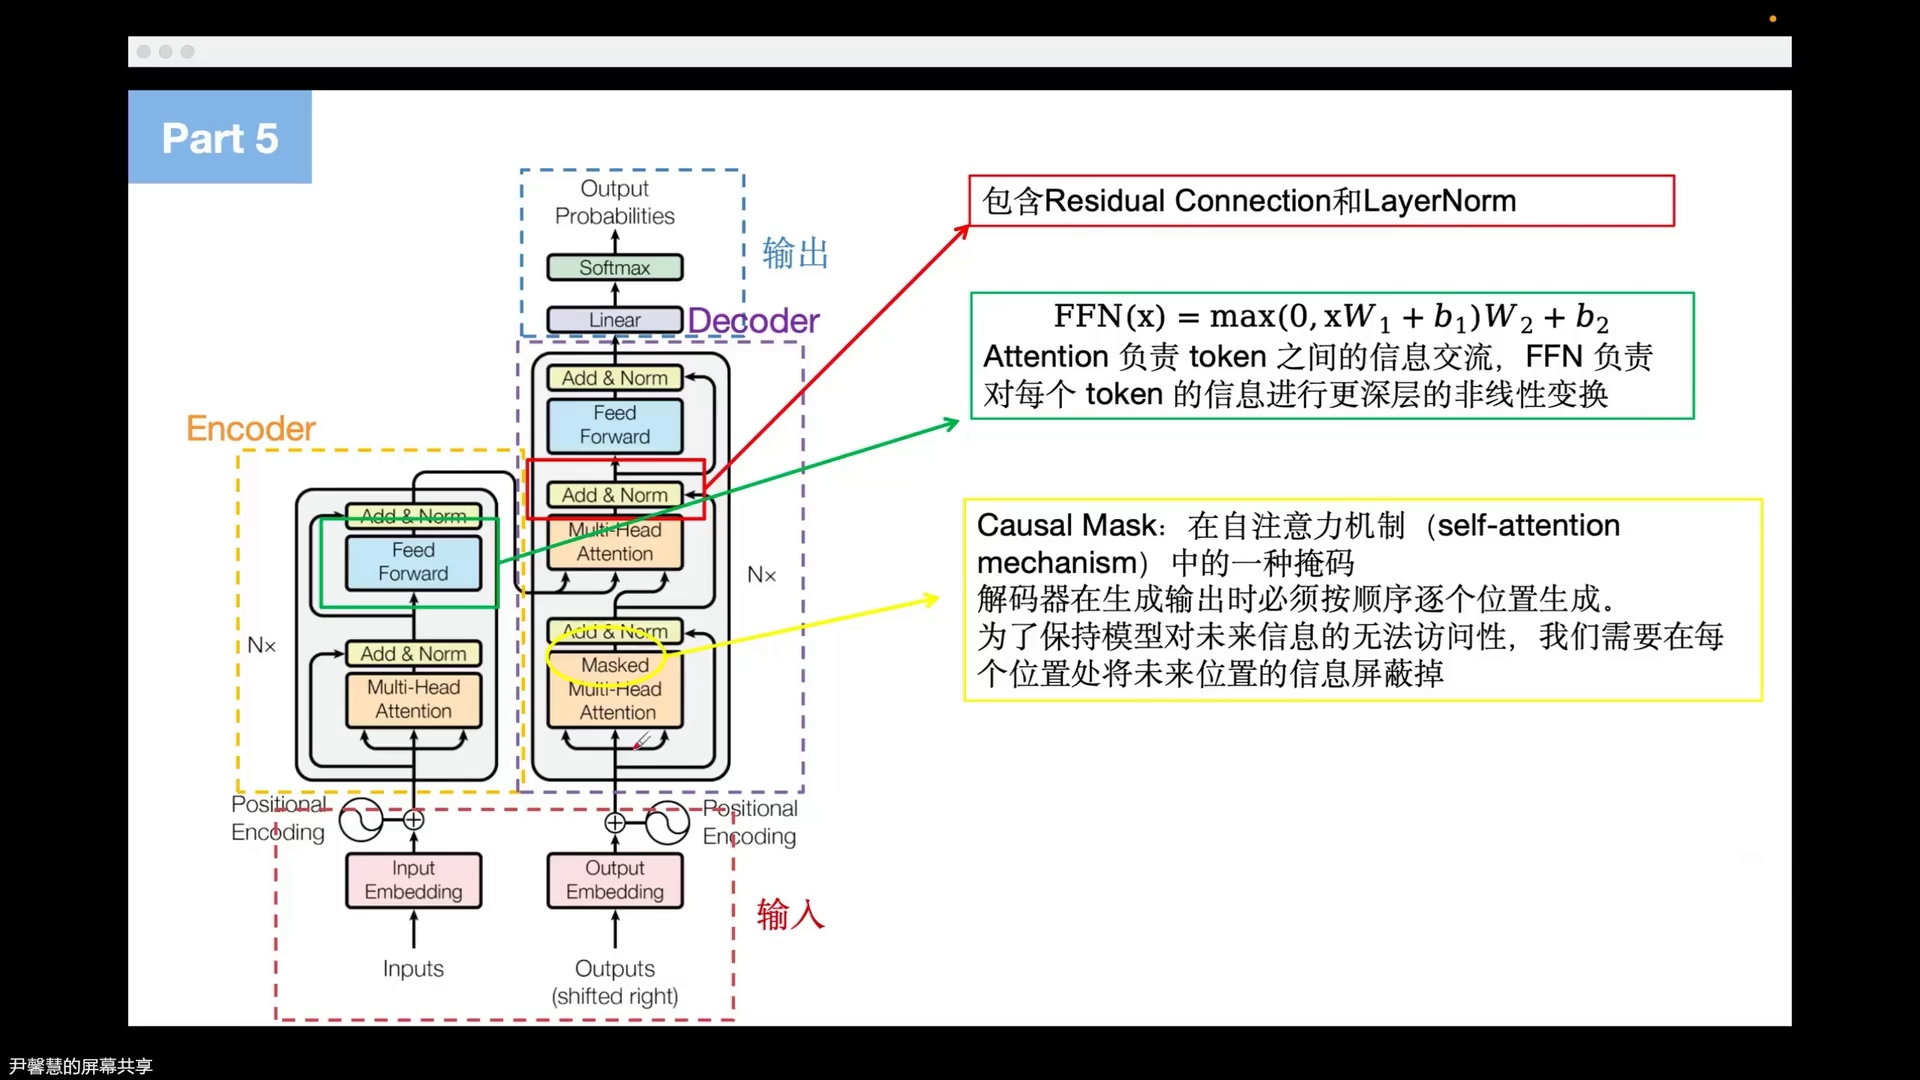 Part 5
Output
Probabilities
Softmax
输出
Linear
Decoder
Add & Norm
Feed
Forward
Add & Norm
Multi-Head
Attention
N×
Add & Norm
Masked
Multi-Head
Attention
Encoder
Add & Norm
Feed
Forward
N×
Add & Norm
Multi-Head
Attention
Positional
Encoding
Positional
Encoding
Input
Embedding
Output
Embedding
输入
Inputs
Outputs
(shifted right)
包含Residual Connection和LayerNorm
FFN(x) = max(0, xW₁ + b₁)W₂ + b₂
Attention 负责 token 之间的信息交流，FFN 负责
对每个 token 的信息进行更深层的非线性变换
Causal Mask：在自注意力机制（self-attention
mechanism）中的一种掩码
解码器在生成输出时必须按顺序逐个位置生成。
为了保持模型对未来信息的无法访问性，我们需要在每
个位置处将未来位置的信息屏蔽掉
尹馨慧的屏幕共享